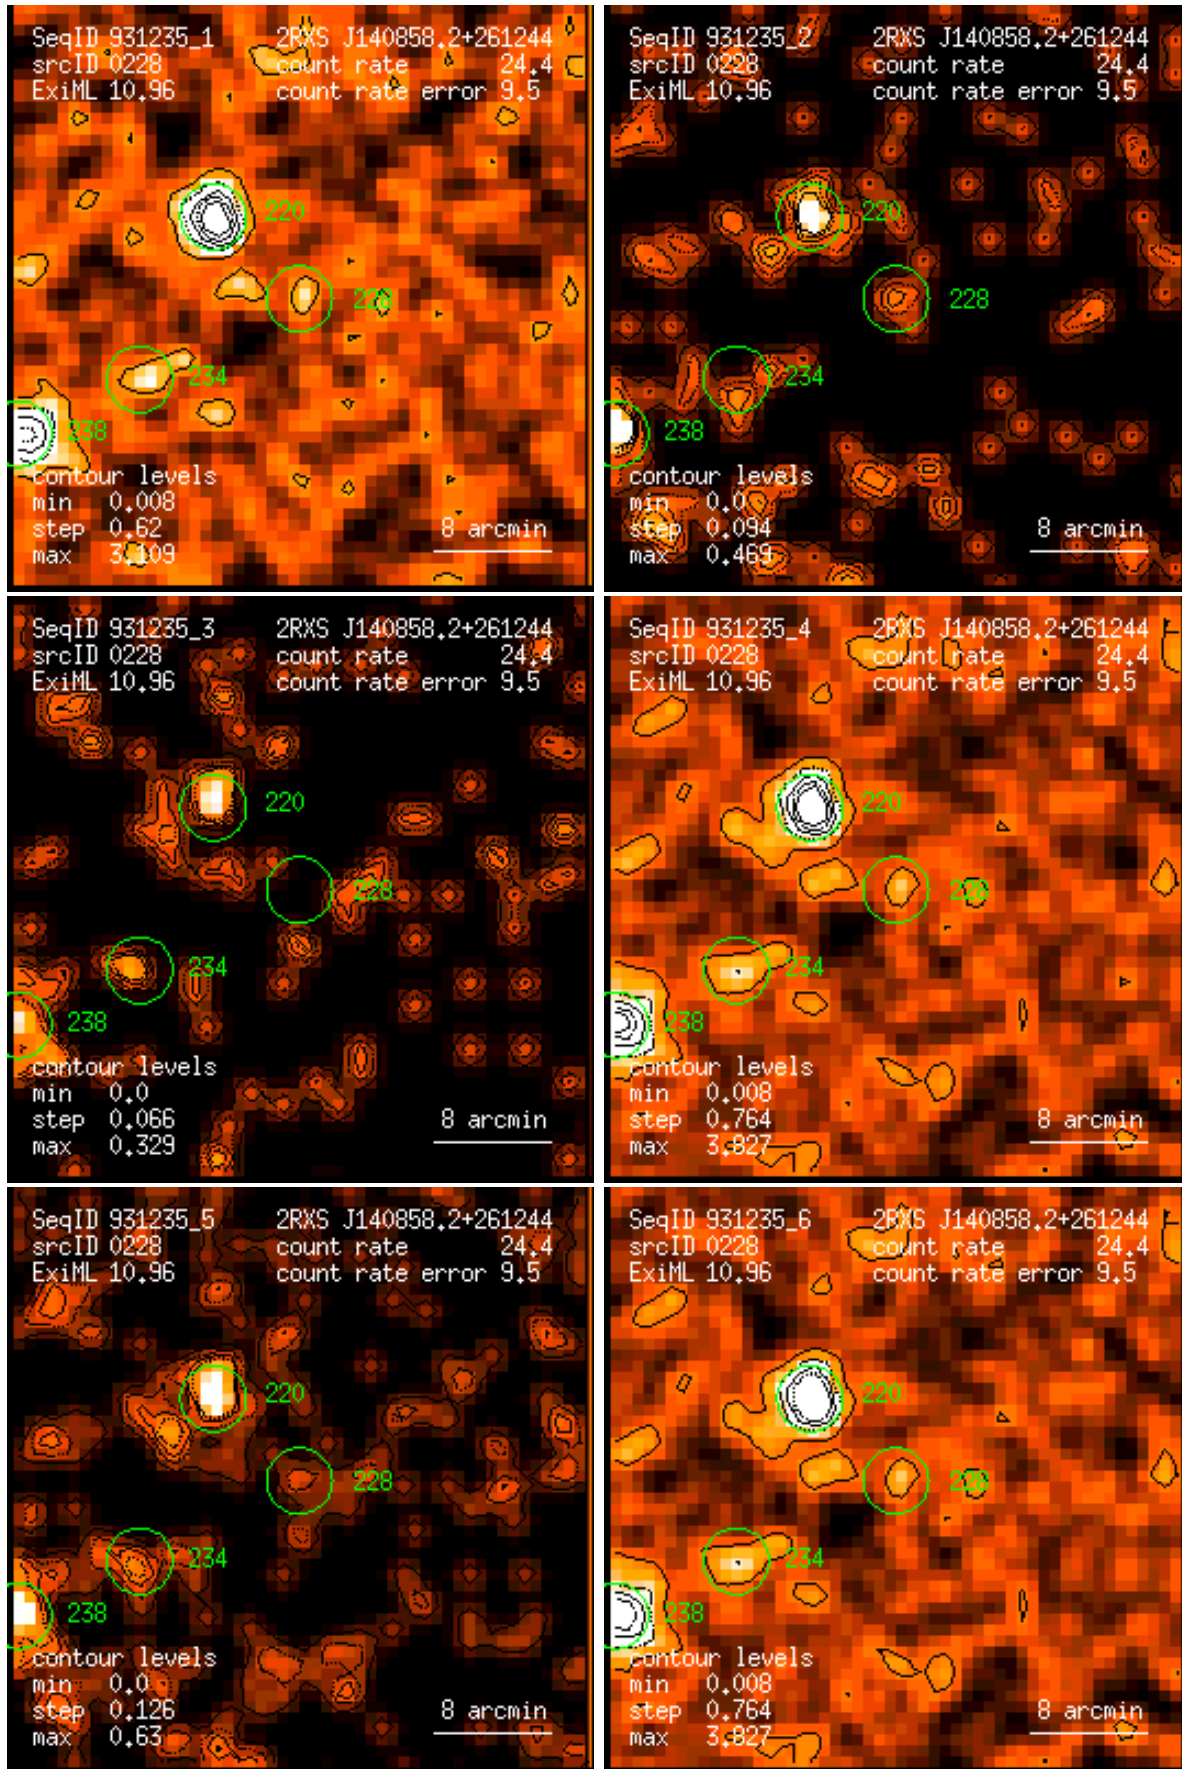 SeqID 931235_1 2RXS J140858.2+261244
srcID 0228 count rate 24.4
ExiML 10.96 count rate error 9.5
220
228
234
238
contour levels
min 0.008
step 0.62 8 arcmin
max 3.109
SeqID 931235_2 2RXS J140858.2+261244
srcID 0228 count rate 24.4
ExiML 10.96 count rate error 9.5
220
228
234
238
contour levels
min 0.0
step 0.094 8 arcmin
max 0.469
SeqID 931235_3 2RXS J140858.2+261244
srcID 0228 count rate 24.4
ExiML 10.96 count rate error 9.5
220
228
234
238
contour levels
min 0.0
step 0.066 8 arcmin
max 0.329
SeqID 931235_4 2RXS J140858.2+261244
srcID 0228 count rate 24.4
ExiML 10.96 count rate error 9.5
220
228
234
238
contour levels
min 0.008
step 0.764 8 arcmin
max 3.827
SeqID 931235_5 2RXS J140858.2+261244
srcID 0228 count rate 24.4
ExiML 10.96 count rate error 9.5
220
228
234
238
contour levels
min 0.0
step 0.126 8 arcmin
max 0.63
SeqID 931235_6 2RXS J140858.2+261244
srcID 0228 count rate 24.4
ExiML 10.96 count rate error 9.5
220
228
234
238
contour levels
min 0.008
step 0.764 8 arcmin
max 3.827